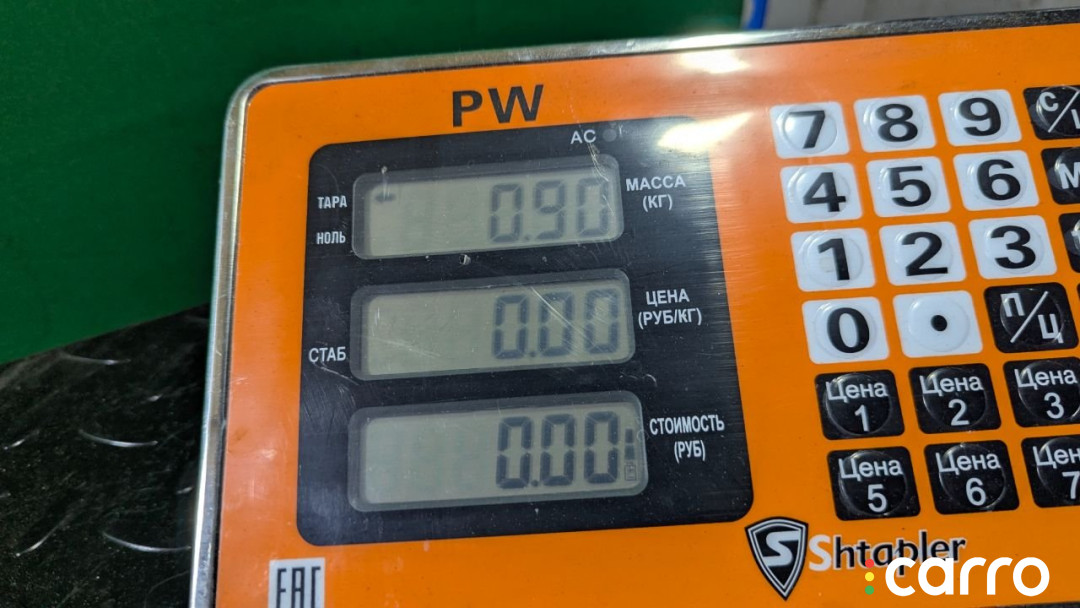 PW
AC
ТАРА
НОЛЬ
0.90
МАССА
(КГ)
0.00
ЦЕНА
(РУБ/КГ)
СТАБ
0.00
СТОИМОСТЬ
(РУБ)
7 8 9
4 5 6
1 2 3
0 . П/Ц
Цена 1 Цена 2 Цена 3
Цена 5 Цена 6
Shtapler
carro
EAC